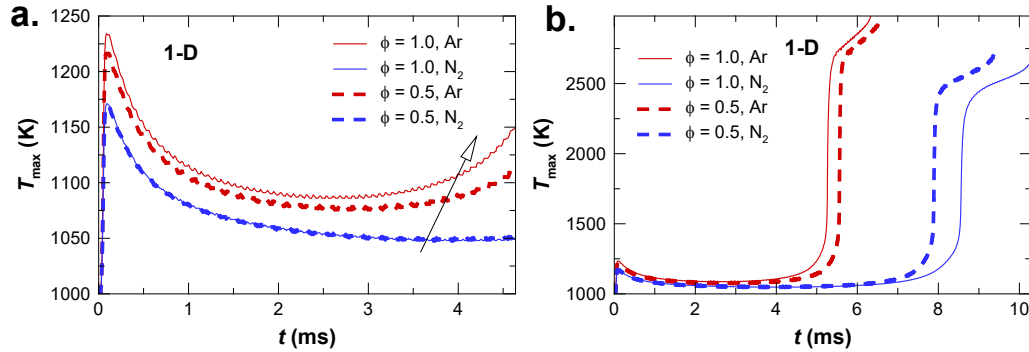 a.
1-D
ϕ = 1.0, Ar
ϕ = 1.0, N₂
ϕ = 0.5, Ar
ϕ = 0.5, N₂
1250
1200
1150
1100
1050
1000
T_max (K)
0
1
2
3
4
t (ms)
b.
1-D
ϕ = 1.0, Ar
ϕ = 1.0, N₂
ϕ = 0.5, Ar
ϕ = 0.5, N₂
2500
2000
1500
1000
T_max (K)
0
2
4
6
8
10
t (ms)